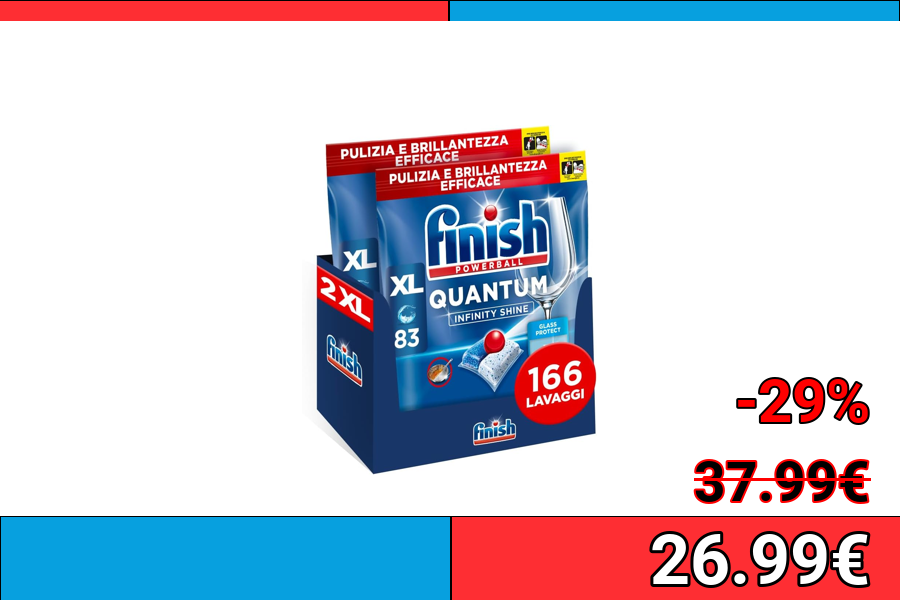 PULIZIA E BRILLANTEZZA
EFFICACE
PULIZIA E BRILLANTEZZA
EFFICACE
finish
POWERBALL
XL
XL
QUANTUM
INFINITY SHINE
2 XL
83
GLASS
PROTECT
finish
166
LAVAGGI
finish
-29%
37.99€
26.99€